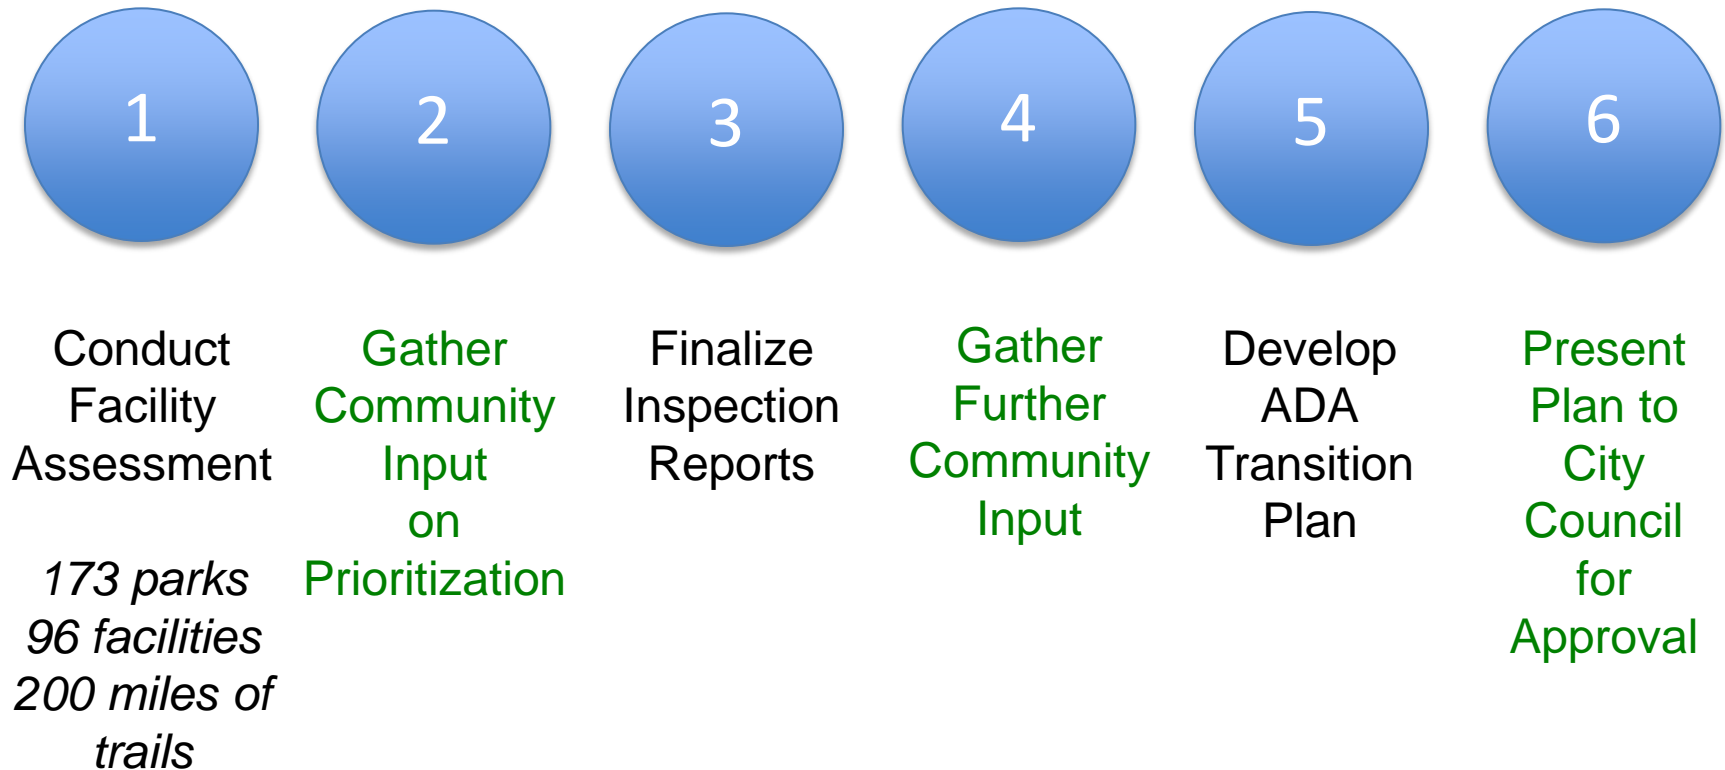 1
2
3
4
5
6
Conduct
Facility
Assessment
173 parks
96 facilities
200 miles of
trails
Gather
Community
Input
on
Prioritization
Finalize
Inspection
Reports
Gather
Further
Community
Input
Develop
ADA
Transition
Plan
Present
Plan to
City
Council
for
Approval